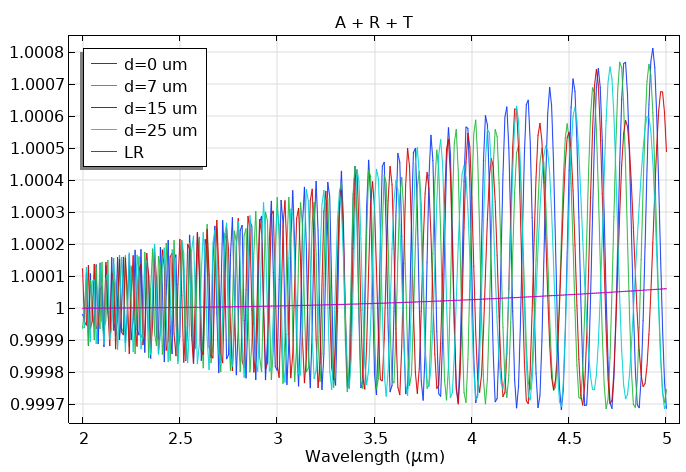 A + R + T
1.0008
1.0007
1.0006
1.0005
1.0004
1.0003
1.0002
1.0001
1
0.9999
0.9998
0.9997
d=0 um
d=7 um
d=15 um
d=25 um
LR
2 2.5 3 3.5 4 4.5 5
Wavelength (μm)